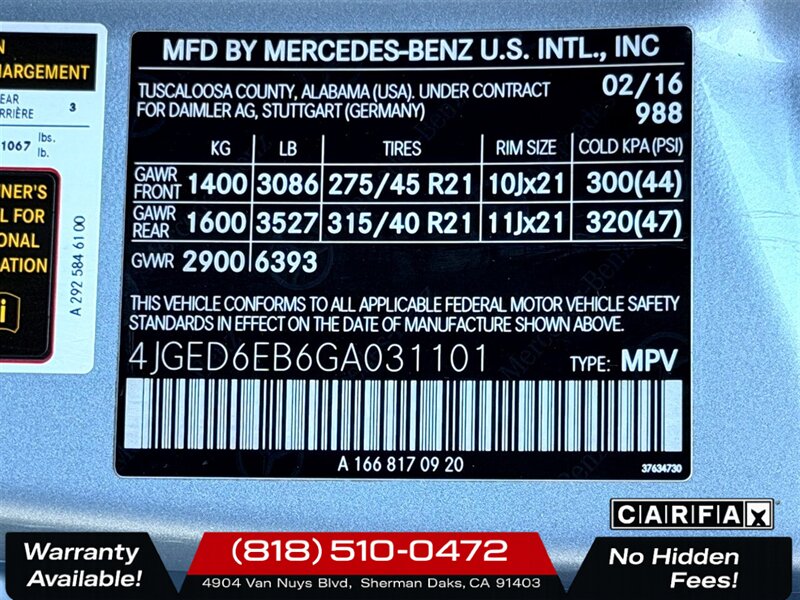 N
HARGEMENT
EAR
RRIÈRE 3
1067 lbs.
lb.
NER'S
L FOR
ONAL
ATION
i
A 292 584 61 00
MFD BY MERCEDES-BENZ U.S. INTL., INC
TUSCALOOSA COUNTY, ALABAMA (USA). UNDER CONTRACT 02/16
FOR DAIMLER AG, STUTTGART (GERMANY) 988
KG LB TIRES RIM SIZE COLD KPA (PSI)
GAWR FRONT 1400 3086 275/45 R21 10Jx21 300(44)
GAWR REAR 1600 3527 315/40 R21 11Jx21 320(47)
GVWR 2900 6393
THIS VEHICLE CONFORMS TO ALL APPLICABLE FEDERAL MOTOR VEHICLE SAFETY
STANDARDS IN EFFECT ON THE DATE OF MANUFACTURE SHOWN ABOVE.
4JGED6EB6GA031101 TYPE: MPV
A 166 817 09 20 37634730
CARFAX
Warranty
Available!
(818) 510-0472
4904 Van Nuys Blvd, Sherman Oaks, CA 91403
No Hidden
Fees!